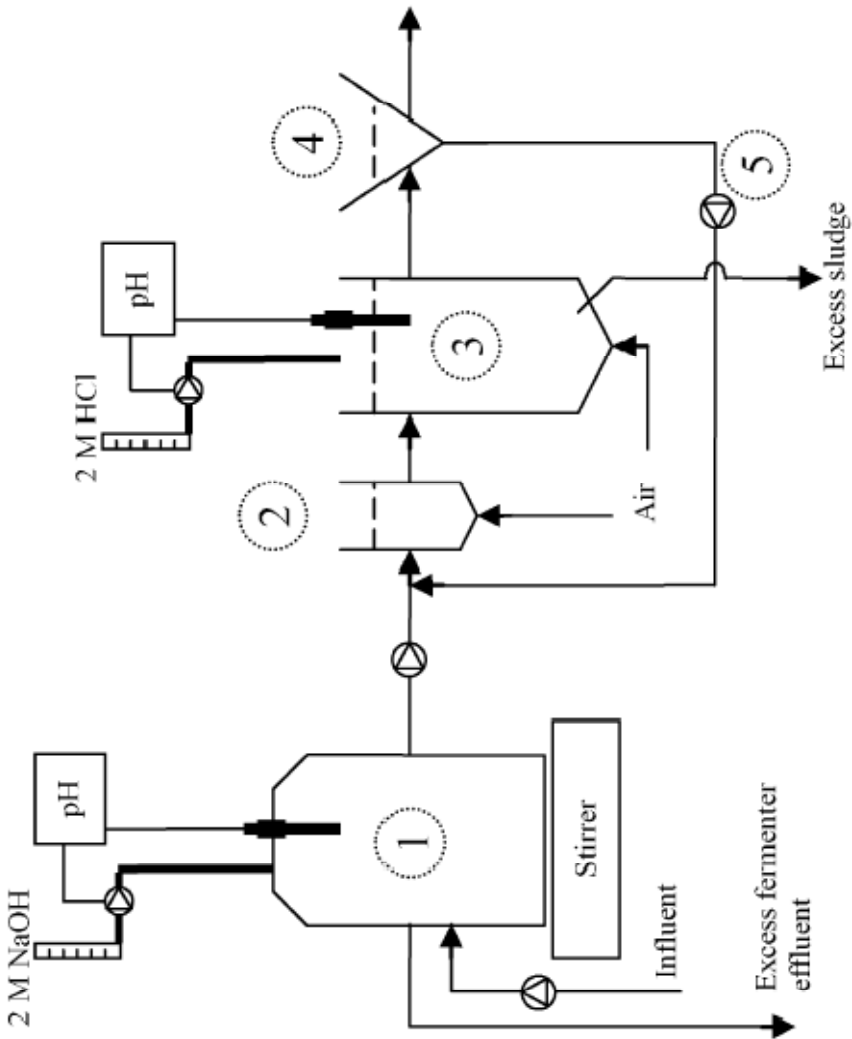 2 M NaOH
pH
1
Stirrer
Influent
Excess fermenter
effluent
2
Air
2 M HCl
pH
3
Excess sludge
4
5